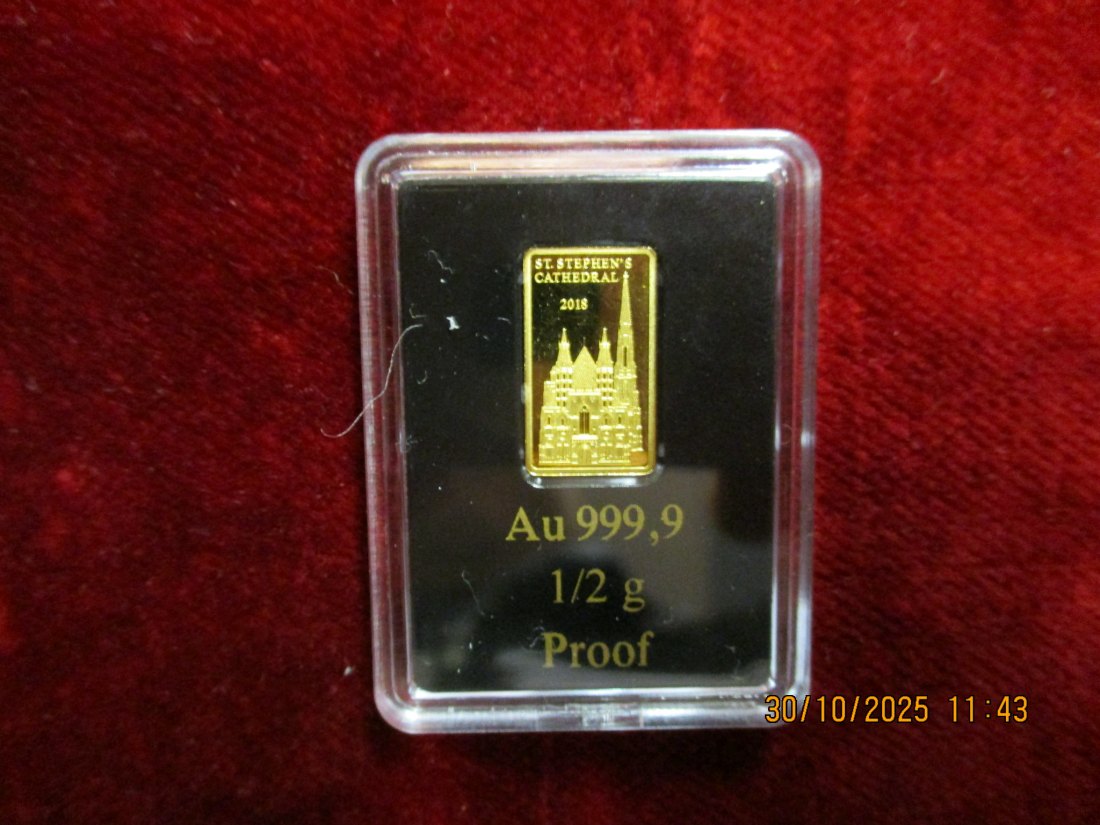 ST. STEPHEN'S
CATHEDRAL
2018
Au 999,9
1/2 g
Proof
30/10/2025 11:43